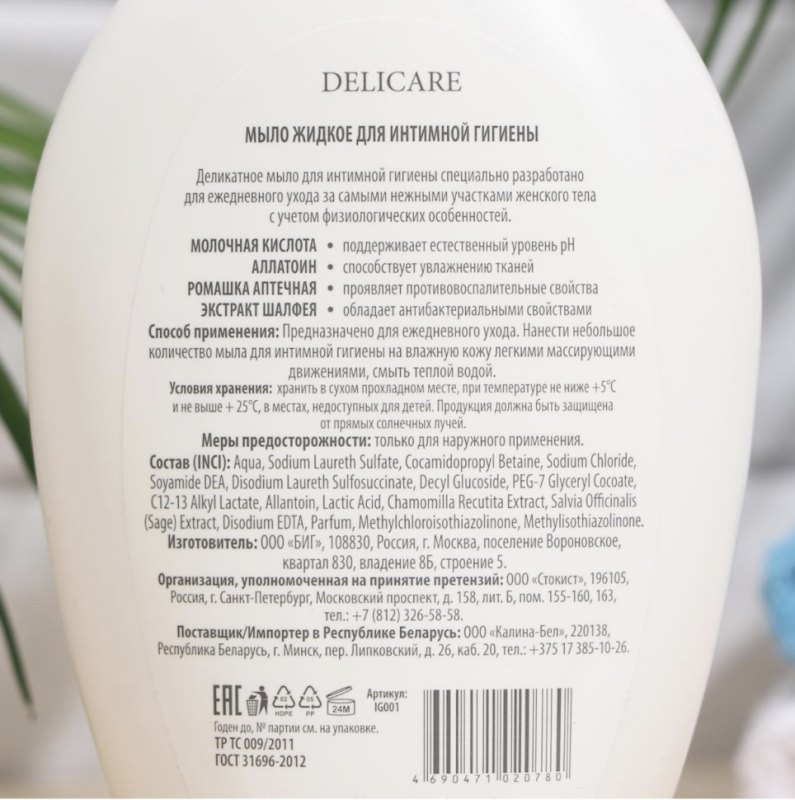 DELICARE
МЫЛО ЖИДКОЕ ДЛЯ ИНТИМНОЙ ГИГИЕНЫ
Деликатное мыло для интимной гигиены специально разработано
для ежедневного ухода за самыми нежными участками женского тела
с учетом физиологических особенностей.
МОЛОЧНАЯ КИСЛОТА • поддерживает естественный уровень pH
АЛЛАТОИН • способствует увлажнению тканей
РОМАШКА АПТЕЧНАЯ • проявляет противовоспалительные свойства
ЭКСТРАКТ ШАЛФЕЯ • обладает антибактериальными свойствами
Способ применения: Предназначено для ежедневного ухода. Нанести небольшое
количество мыла для интимной гигиены на влажную кожу легкими массирующими
движениями, смыть теплой водой.
Условия хранения: хранить в сухом прохладном месте, при температуре не ниже +5°C
и не выше + 25°C, в местах, недоступных для детей. Продукция должна быть защищена
от прямых солнечных лучей.
Меры предосторожности: только для наружного применения.
Состав (INCI): Aqua, Sodium Laureth Sulfate, Cocamidopropyl Betaine, Sodium Chloride,
Soyamide DEA, Disodium Laureth Sulfosuccinate, Decyl Glucoside, PEG-7 Glyceryl Cocoate,
C12-13 Alkyl Lactate, Allantoin, Lactic Acid, Chamomilla Recutita Extract, Salvia Officinalis
(Sage) Extract, Disodium EDTA, Parfum, Methylchloroisothiazolinone, Methylisothiazolinone.
Изготовитель: ООО «БИГ», 108830, Россия, г. Москва, поселение Вороновское,
квартал 830, владение 8Б, строение 5.
Организация, уполномоченная на принятие претензий: ООО «Стокист», 196105,
Россия, г. Санкт-Петербург, Московский проспект, д. 158, лит. Б, пом. 155-160, 163,
тел.: +7 (812) 326-58-58.
Поставщик/Импортер в Республике Беларусь: ООО «Калина-Бел», 220138,
Республика Беларусь, г. Минск, пер. Липковский, д. 26, каб. 20, тел.: +375 17 385-10-26.
EAC 02 HDPE 05 PP 24M Артикул:
IG001
Годен до, № партии см. на упаковке.
ТР ТС 009/2011
ГОСТ 31696-2012
4 690471 020780